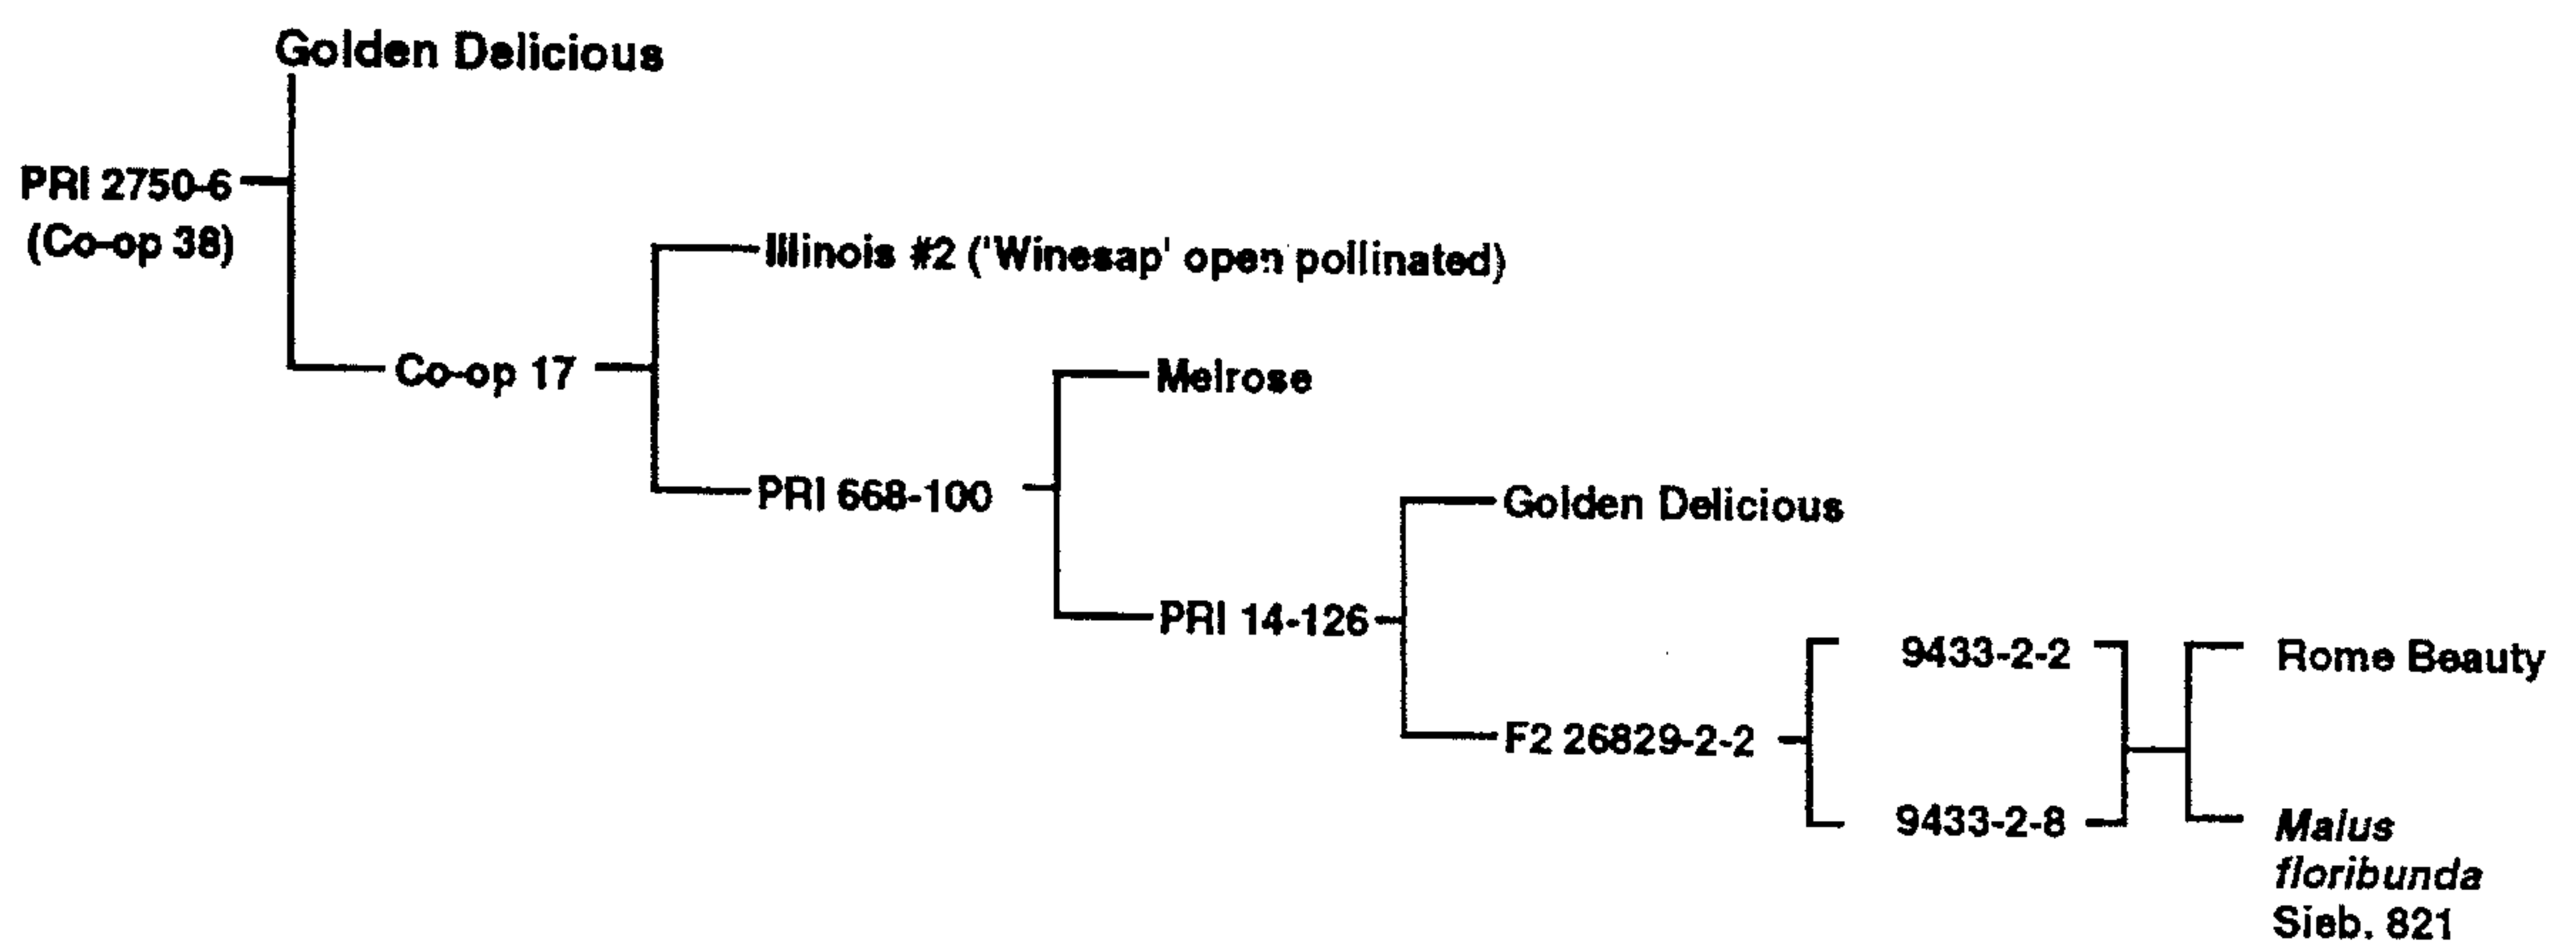 Golden Delicious
PRI 2750-6
(Co-op 38)
Illinois #2 ('Winesap' open pollinated)
Co-op 17
Melrose
PRI 668-100
Golden Delicious
PRI 14-126
9433-2-2
Rome Beauty
F2 26829-2-2
9433-2-8
Malus
floribunda
Sieb. 821